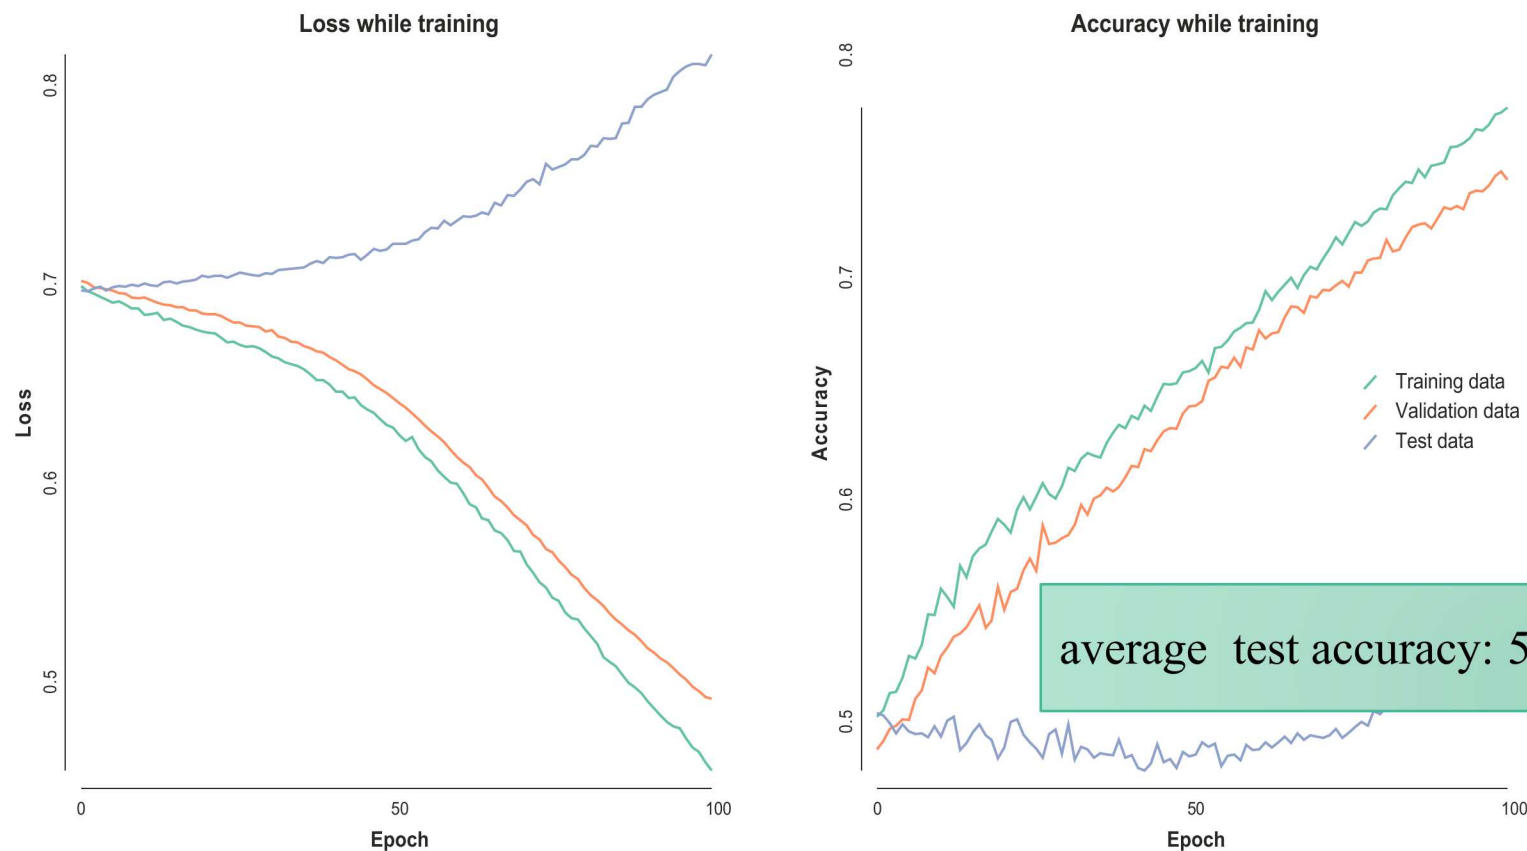 Loss while training
0.8
0.7
0.6
0.5
Loss
0
50
100
Epoch
Accuracy while training
0.8
0.7
0.6
0.5
Accuracy
Training data
Validation data
Test data
average test accuracy: 5
0
50
100
Epoch